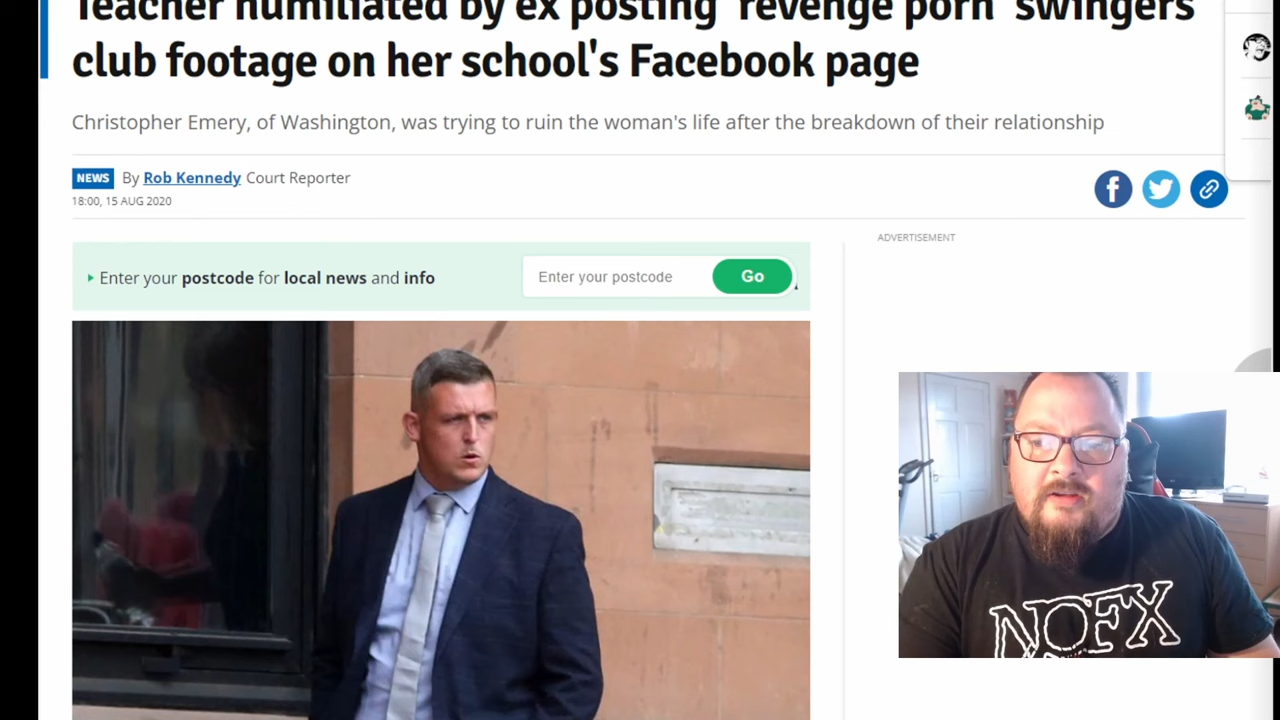 Teacher humiliated by ex posting 'revenge porn' swingers
club footage on her school's Facebook page
Christopher Emery, of Washington, was trying to ruin the woman's life after the breakdown of their relationship
NEWS By Rob Kennedy Court Reporter
18:00, 15 AUG 2020
ADVERTISEMENT
Enter your postcode for local news and info
Enter your postcode
Go
NOFX